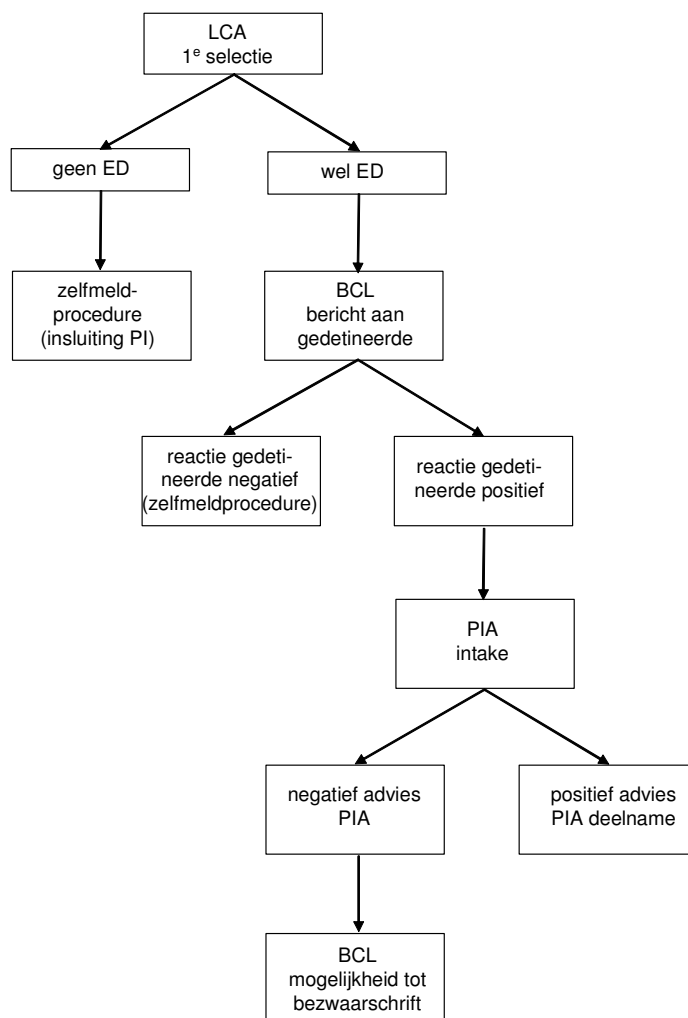 LCA
1e selectie
geen ED
wel ED
zelfmeld-
procedure
(insluiting PI)
BCL
bericht aan
gedetineerde
reactie gedeti-
neerde negatief
(zelfmeldprocedure)
reactie gedeti-
neerde positief
PIA
intake
negatief advies
PIA
positief advies
PIA deelname
BCL
mogelijkheid tot
bezwaarschrift